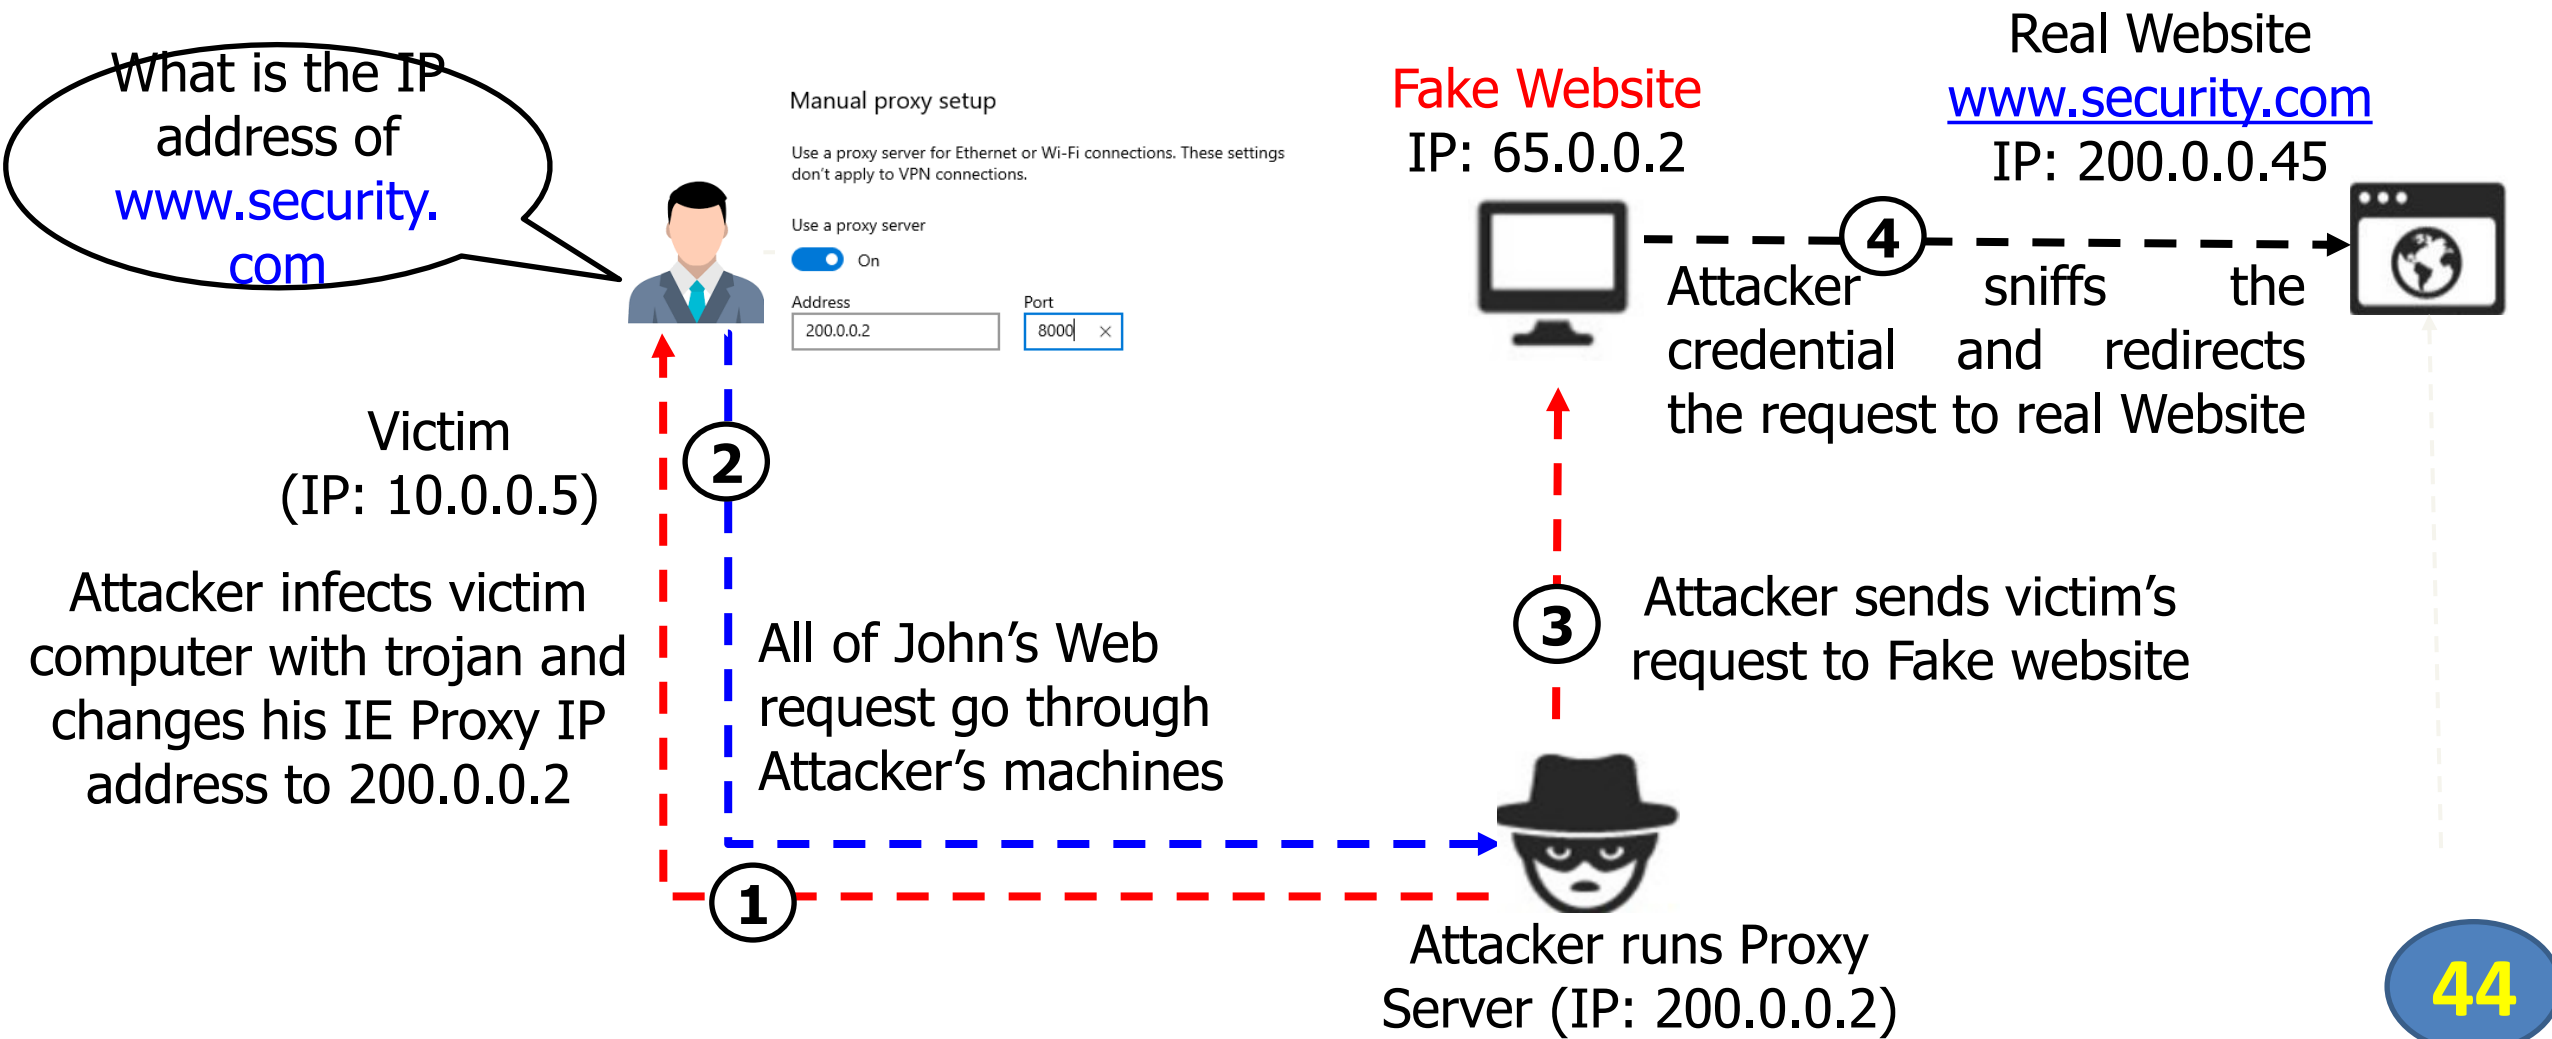 What is the IP
address of
www.security.
com
Manual proxy setup
Use a proxy server for Ethernet or Wi-Fi connections. These settings
don't apply to VPN connections.
Use a proxy server
On
Address
Port
200.0.0.2
8000
Fake Website
IP: 65.0.0.2
Real Website
www.security.com
IP: 200.0.0.45
4
Attacker sniffs the
credential and redirects
the request to real Website
Victim
(IP: 10.0.0.5)
2
Attacker infects victim
computer with trojan and
changes his IE Proxy IP
address to 200.0.0.2
All of John’s Web
request go through
Attacker’s machines
3
Attacker sends victim’s
request to Fake website
1
Attacker runs Proxy
Server (IP: 200.0.0.2)
44